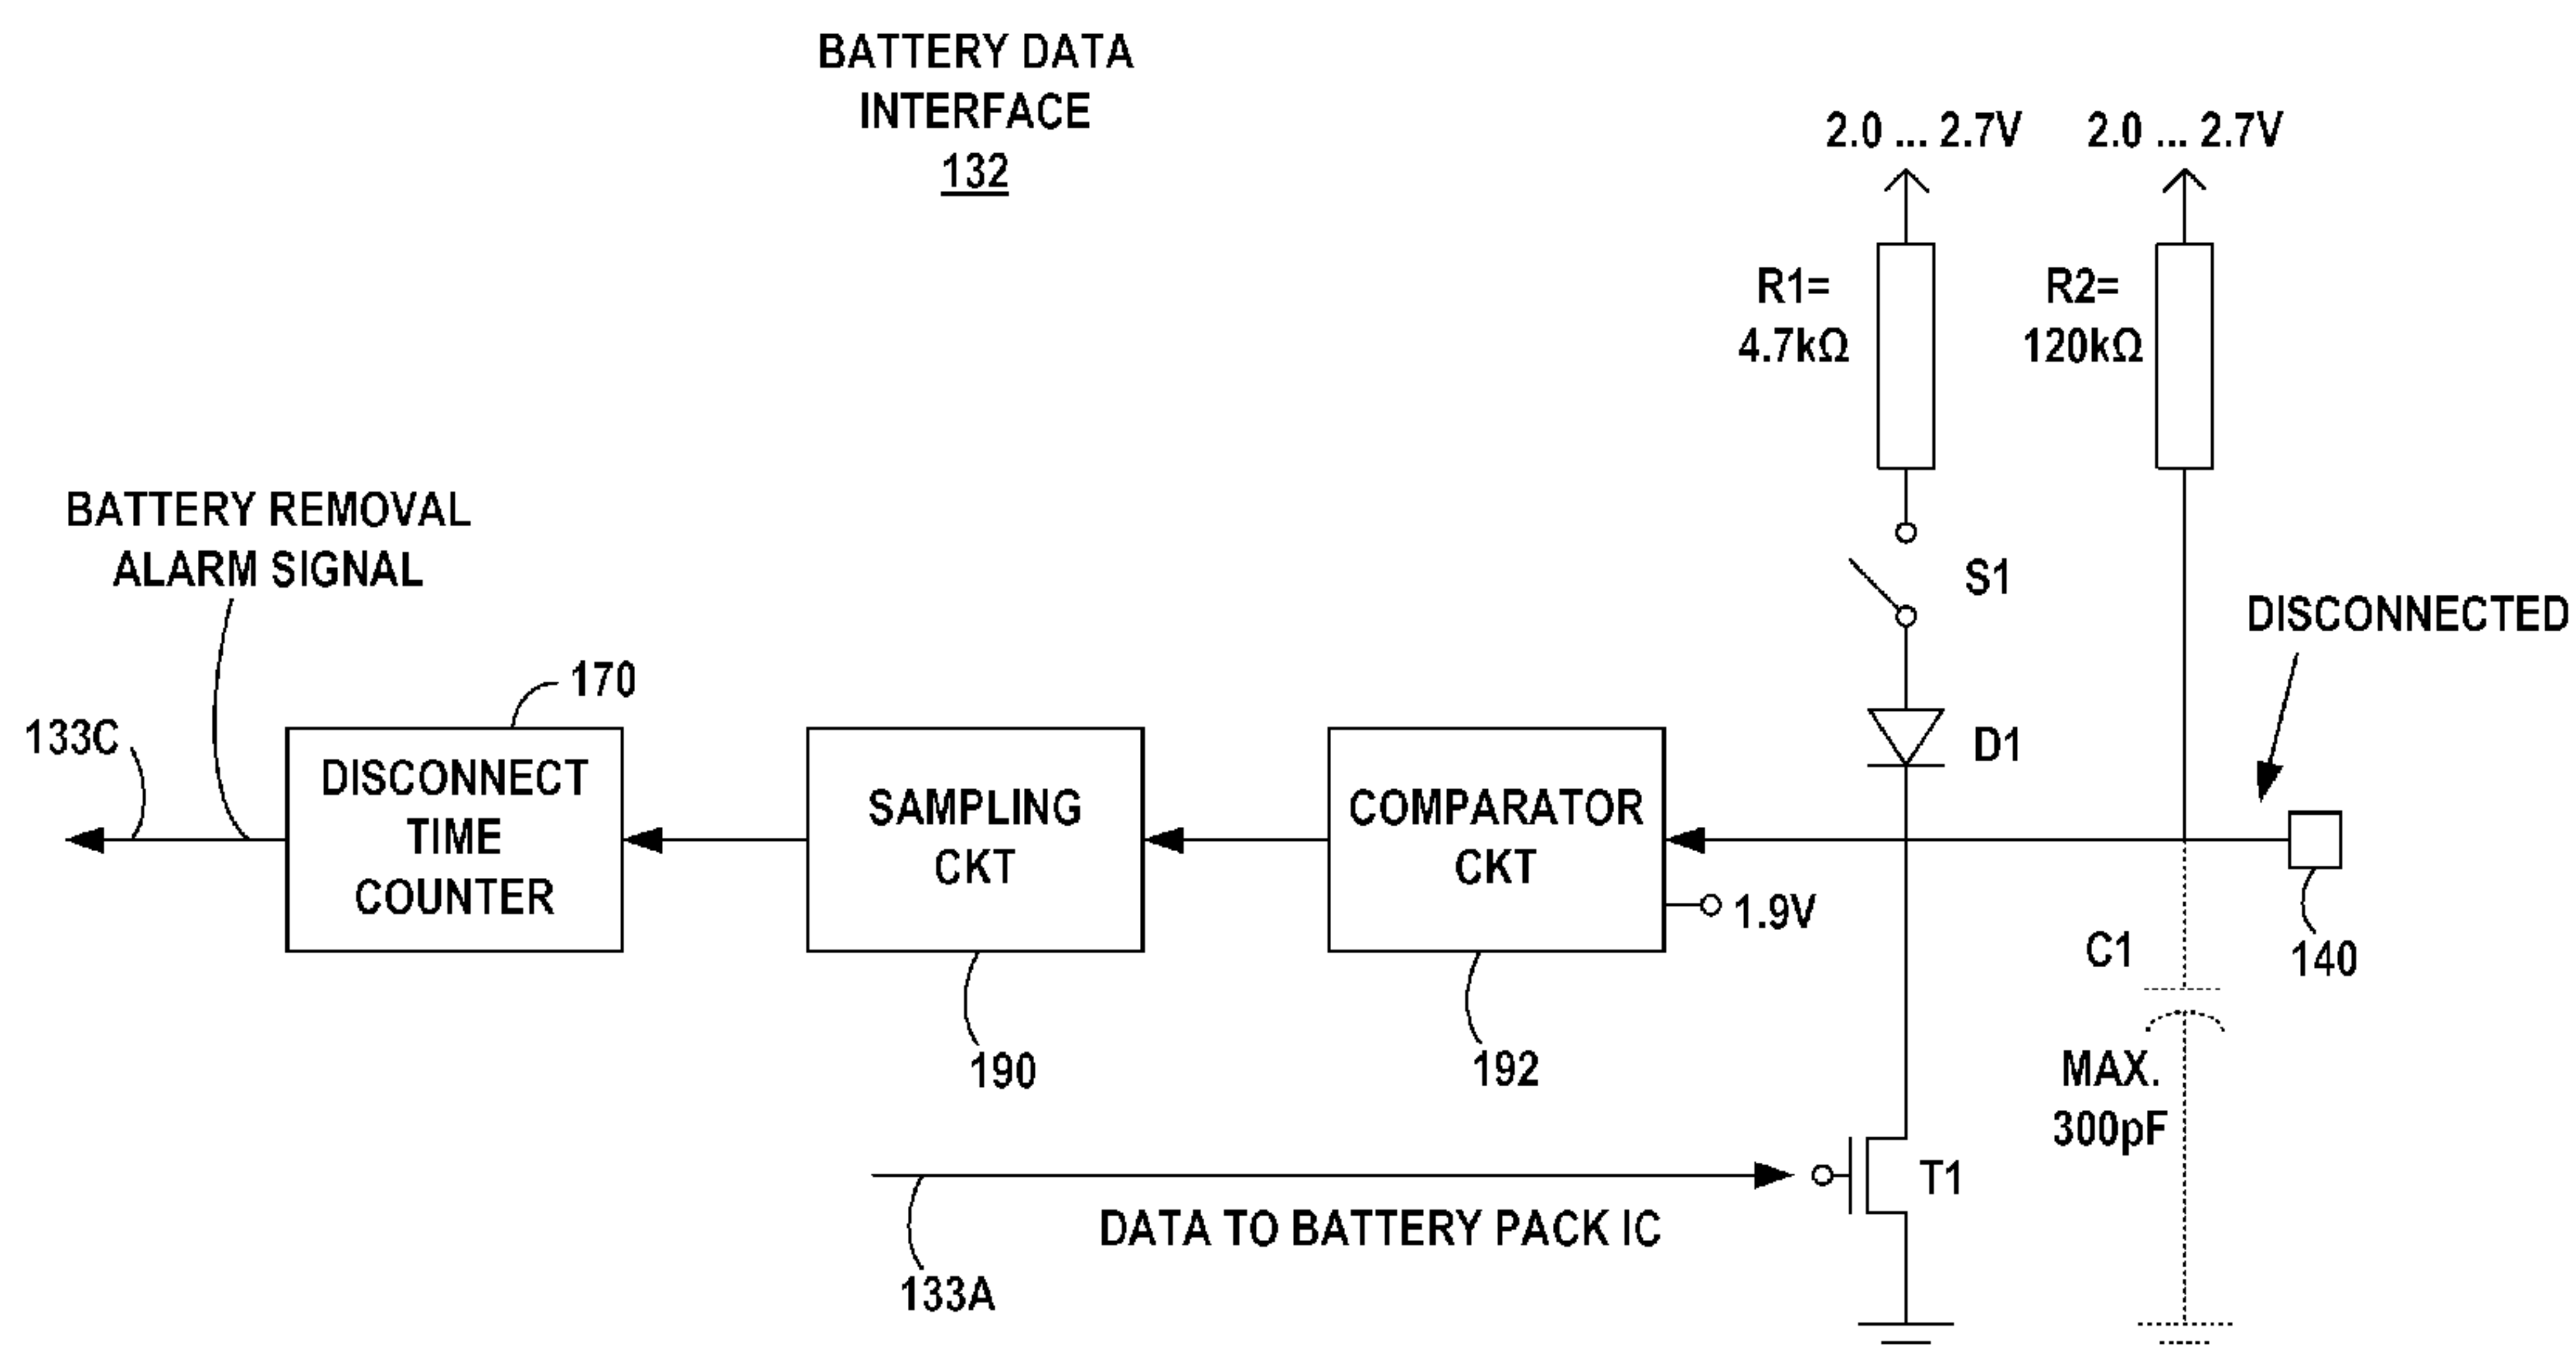 BATTERY DATA
INTERFACE
132
2.0 ... 2.7V
2.0 ... 2.7V
R1=
4.7kΩ
R2=
120kΩ
S1
DISCONNECTED
BATTERY REMOVAL
ALARM SIGNAL
170
133C
D1
DISCONNECT
TIME
COUNTER
SAMPLING
CKT
COMPARATOR
CKT
1.9V
C1
140
190
192
MAX.
300pF
T1
DATA TO BATTERY PACK IC
133A